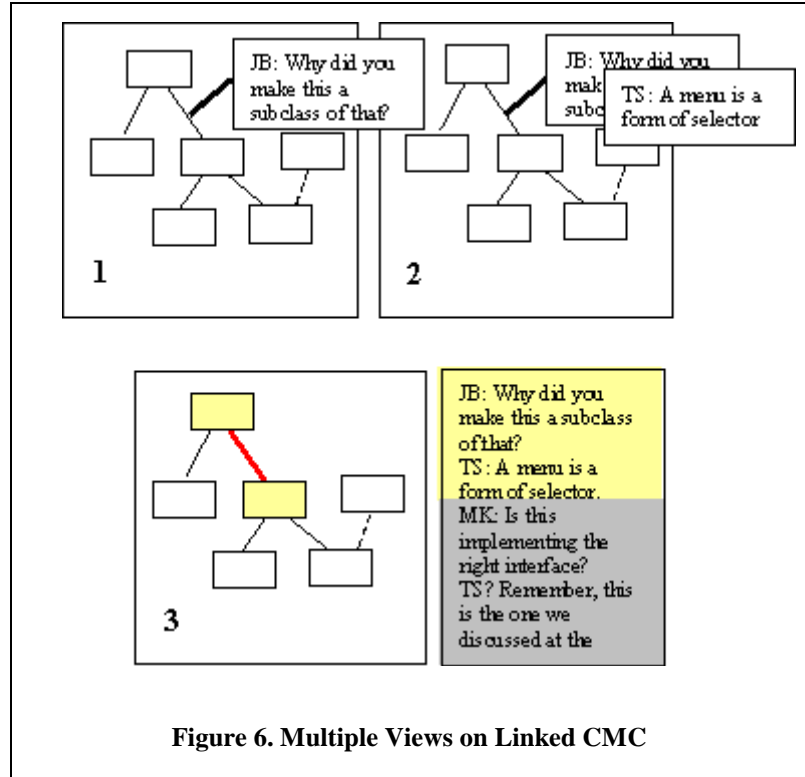 JB: Why did you
make this a
subclass of that?
1
JB: Why did you
mak
subc
TS: A menu is a
form of selector
2
3
JB: Why did you
make this a subclass
of that?
TS: A menu is a
form of selector.
MK: Is this
implementing the
right interface?
TS? Remember, this
is the one we
discussed at the
Figure 6. Multiple Views on Linked CMC